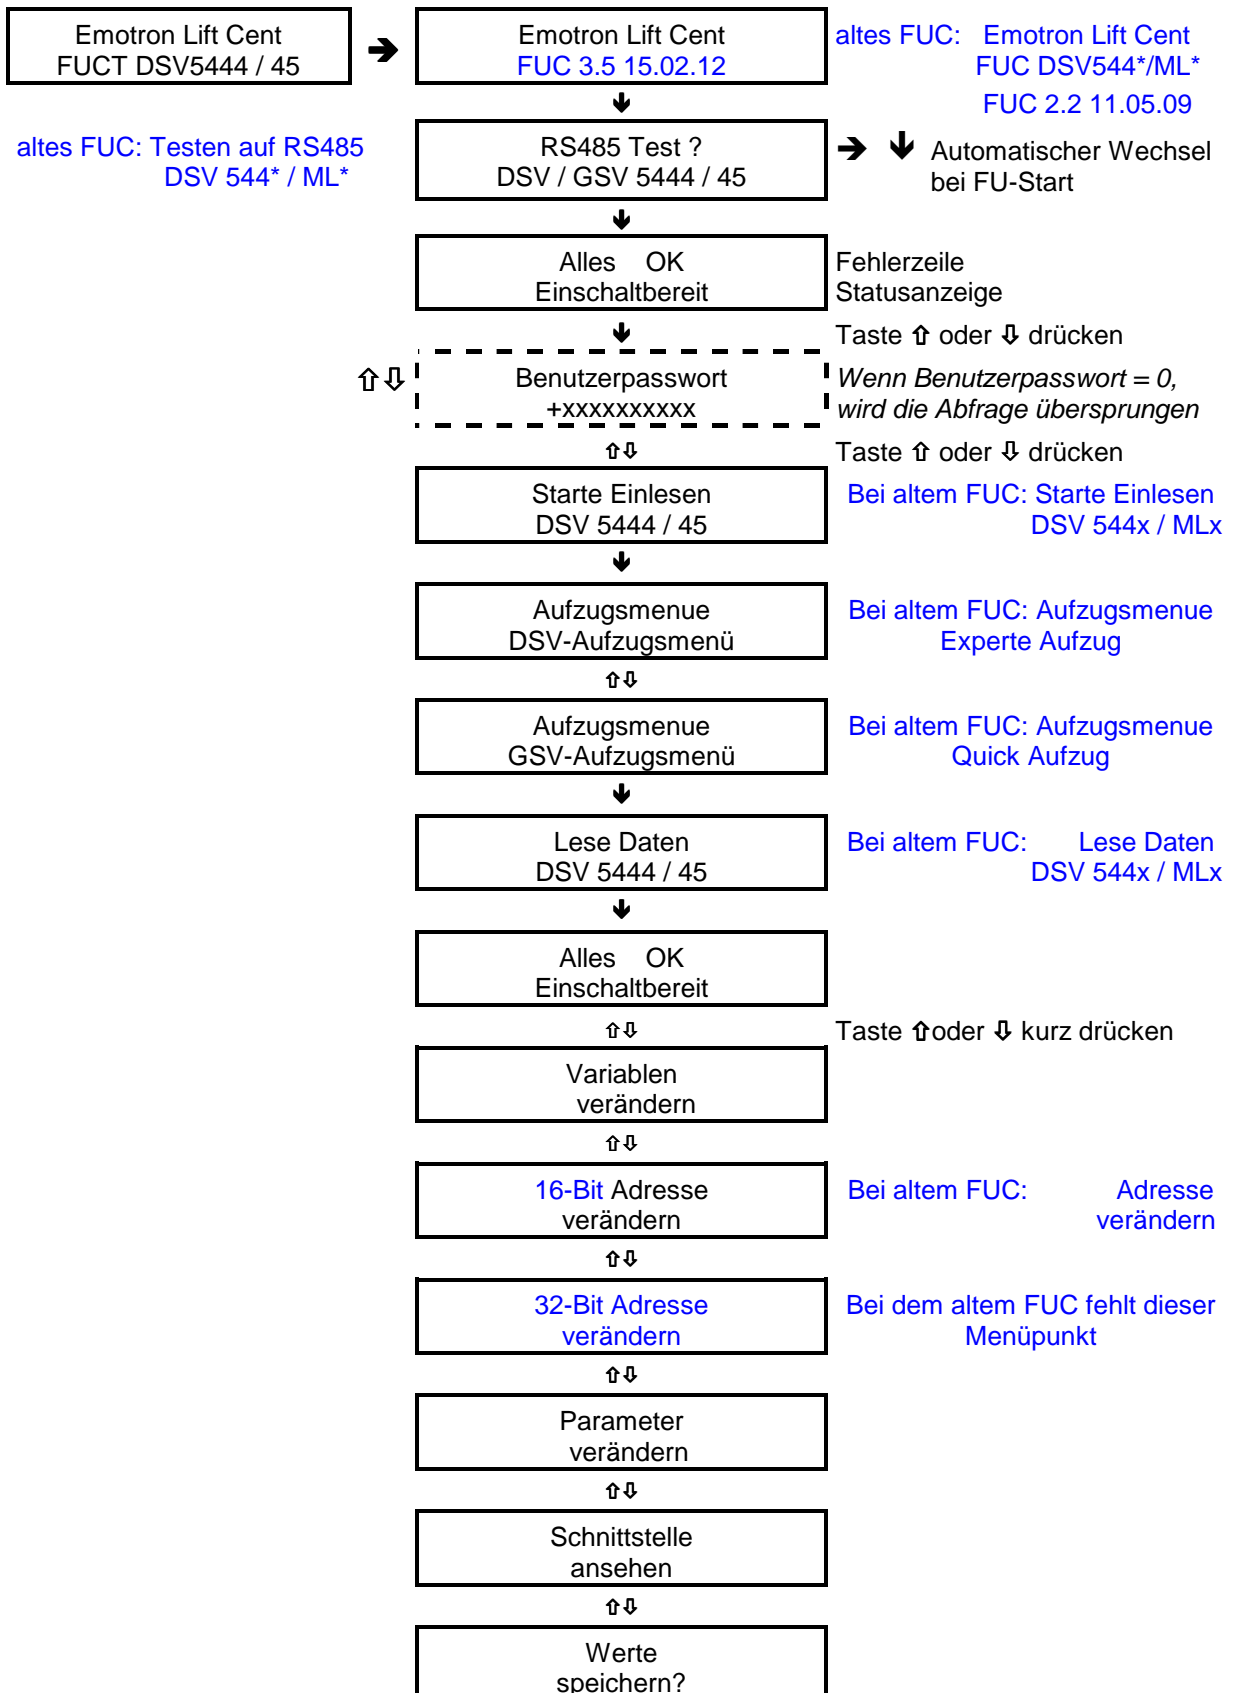 Emotron Lift Cent
FUCT DSV5444 / 45
➔
Emotron Lift Cent
FUC 3.5 15.02.12
altes FUC: Emotron Lift Cent
FUC DSV544*/ML*
FUC 2.2 11.05.09
altes FUC: Testen auf RS485
DSV 544* / ML*
RS485 Test ?
DSV / GSV 5444 / 45
Automatischer Wechsel
bei FU-Start
Alles OK
Einschaltbereit
Fehlerzeile
Statusanzeige
Taste ⇧ oder ⇩ drücken
⇧⇩
Benutzerpasswort
+xxxxxxxxxx
Wenn Benutzerpasswort = 0,
wird die Abfrage übersprungen
⇧⇩
Taste ⇧ oder ⇩ drücken
Starte Einlesen
DSV 5444 / 45
Bei altem FUC: Starte Einlesen
DSV 544x / MLx
Aufzugsmenue
DSV-Aufzugsmenü
Bei altem FUC: Aufzugsmenue
Experte Aufzug
⇧⇩
Aufzugsmenue
GSV-Aufzugsmenü
Bei altem FUC: Aufzugsmenue
Quick Aufzug
Lese Daten
DSV 5444 / 45
Bei altem FUC: Lese Daten
DSV 544x / MLx
Alles OK
Einschaltbereit
⇧⇩
Taste ⇧oder ⇩ kurz drücken
Variablen
verändern
⇧⇩
16-Bit Adresse
verändern
Bei altem FUC: Adresse
verändern
⇧⇩
32-Bit Adresse
verändern
Bei dem altem FUC fehlt dieser
Menüpunkt
⇧⇩
Parameter
verändern
⇧⇩
Schnittstelle
ansehen
⇧⇩
Werte
speichern?